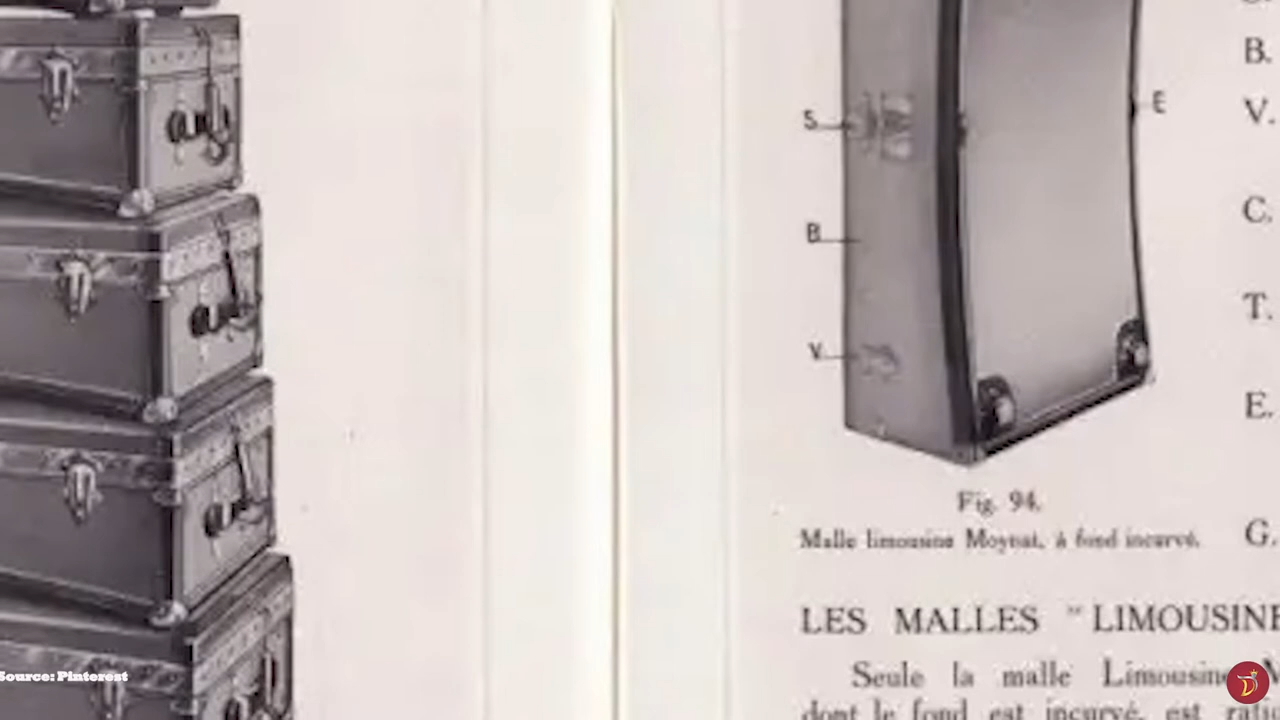 S
B
V
E
B.
V.
C.
T.
E.
G.
Fig. 94.
Malle limousine Moynat, à fond incurvé.
LES MALLES "LIMOUSINE
Seule la malle Limousine
dont le fond est incurvé, est
Source: Pinterest